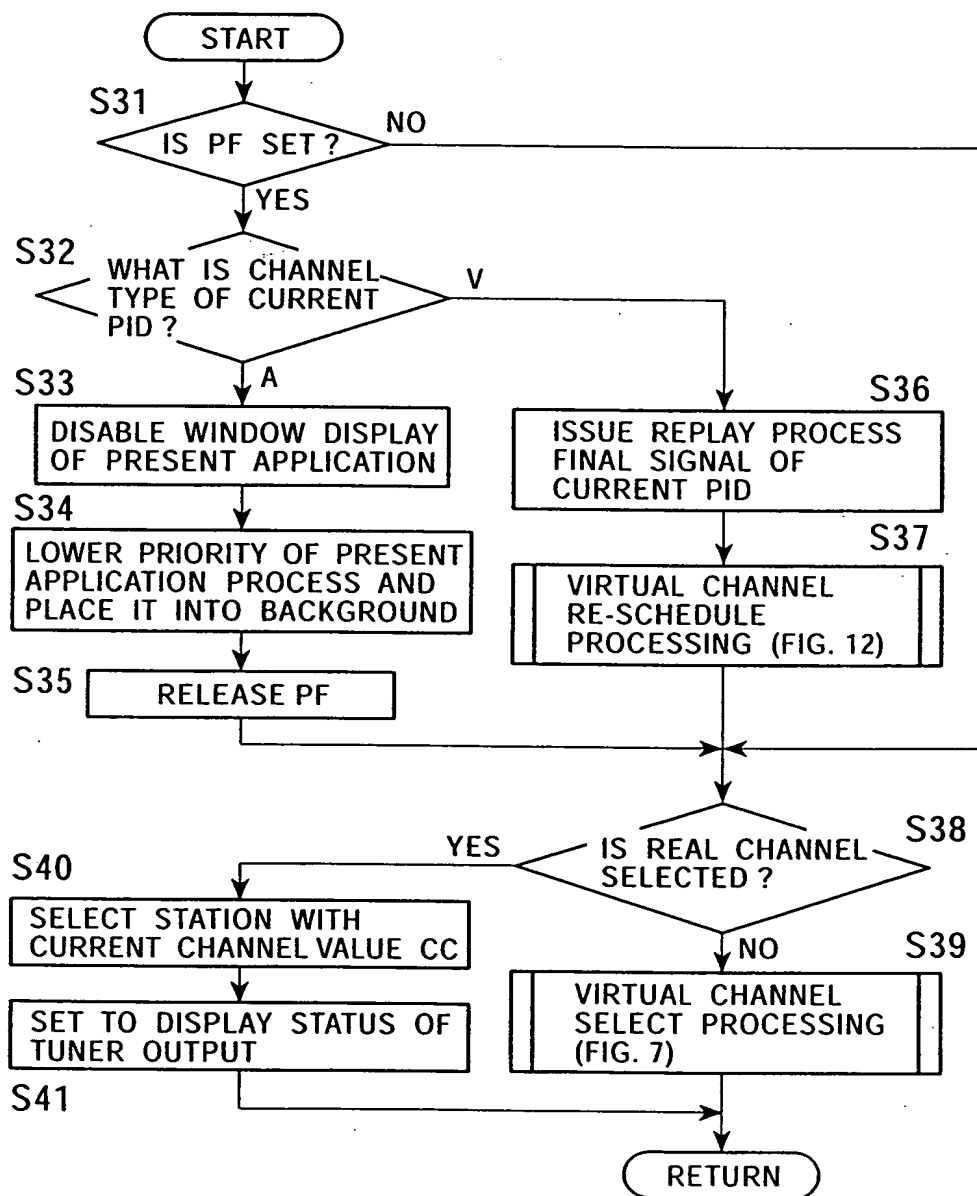 START
S31
IS PF SET ?
NO
YES
S32
WHAT IS CHANNEL
TYPE OF CURRENT
PID ?
V
A
S33
DISABLE WINDOW DISPLAY
OF PRESENT APPLICATION
S34
LOWER PRIORITY OF PRESENT
APPLICATION PROCESS AND
PLACE IT INTO BACKGROUND
S35
RELEASE PF
S36
ISSUE REPLAY PROCESS
FINAL SIGNAL OF
CURRENT PID
S37
VIRTUAL CHANNEL
RE-SCHEDULE
PROCESSING (FIG. 12)
S38
IS REAL CHANNEL
SELECTED ?
YES
NO
S40
SELECT STATION WITH
CURRENT CHANNEL VALUE CC
SET TO DISPLAY STATUS OF
TUNER OUTPUT
S41
S39
VIRTUAL CHANNEL
SELECT PROCESSING
(FIG. 7)
RETURN